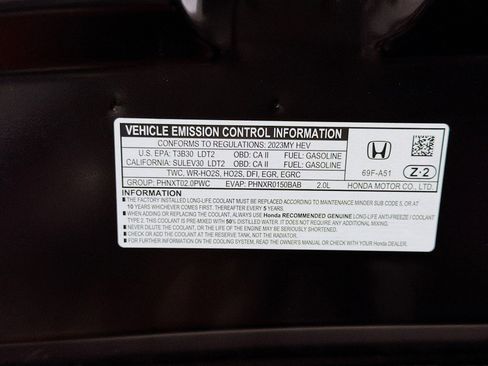 VEHICLE EMISSION CONTROL INFORMATION
CONFORMS TO REGULATIONS: 2023MY HEV
U.S. EPA: T3B30 LDT2 OBD: CA II FUEL: GASOLINE
CALIFORNIA: SULEV30 LDT2 OBD: CA II FUEL: GASOLINE
TWC, WR-HO2S, HO2S, DFI, EGR, EGRC
69F-A51 Z-2
GROUP: PHNXT02.0PWC EVAP: PHNXR0150BAB 2.0L HONDA MOTOR CO., LTD.
INFORMATION
THE FACTORY INSTALLED LONG-LIFE COOLANT MUST BE REPLACED ACCORDING TO MAINTENANCE MINDER SUB CODE 5, OR AT
10 YEARS WHICHEVER COMES FIRST. THEREAFTER EVERY 5 YEARS.
WHEN ADDING OR REPLACING THE COOLANT, ALWAYS USE Honda RECOMMENDED GENUINE LONG-LIFE ANTI-FREEZE / COOLANT
TYPE 2. THIS COOLANT IS PRE-MIXED WITH 50% DISTILLED WATER. IT DOES NOT REQUIRE ANY ADDITIONAL MIXING.
NEVER DILUTE THE COOLANT, OR THE LIFE OF THE ENGINE MAY BE SERIOUSLY SHORTENED.
CHECK OR ADD THE COOLANT AT THE RESERVE TANK, NOT THE RADIATOR.
FOR FURTHER INFORMATION ON THE COOLING SYSTEM, READ THE OWNER'S MANUAL OR CHECK WITH YOUR Honda DEALER.